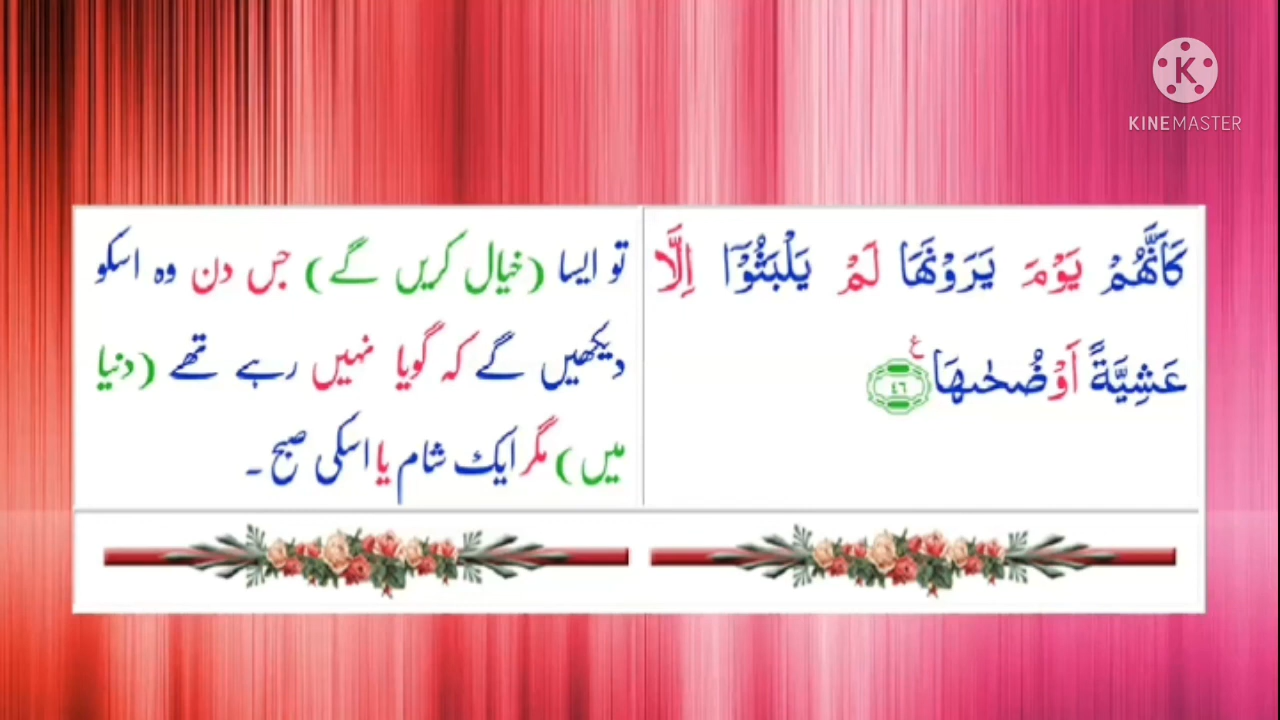 KINEMASTER
كَاَنَّهُمْ يَوْمَ يَرَوْنَهَا لَمْ يَلْبَثُوْٓا اِلَّا
عَشِيَّةً اَوْ ضُحٰىهَا ع ٤٦
تو ایسا (خیال کریں گے) جس دن وہ اسکو
دیکھیں گے کہ گویا نہیں رہے تھے (دنیا
میں) مگر ایک شام یا اسکی صبح ۔